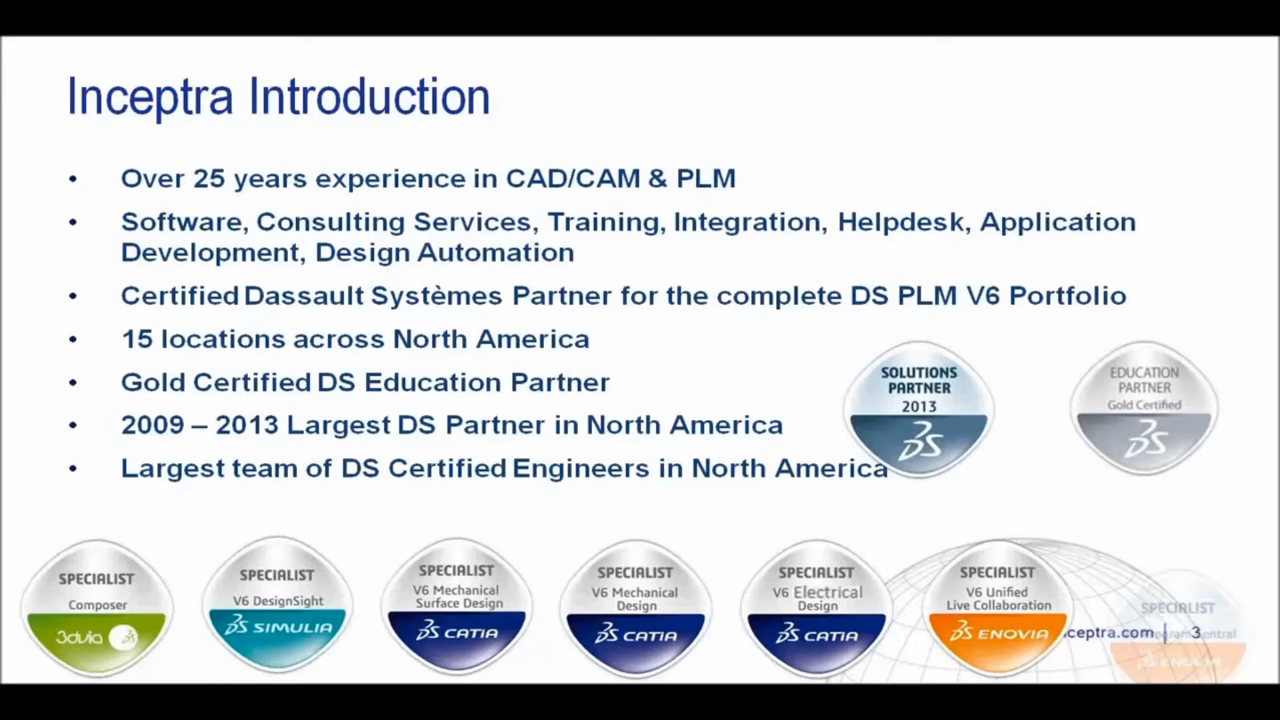 Inceptra Introduction
• Over 25 years experience in CAD/CAM & PLM
• Software, Consulting Services, Training, Integration, Helpdesk, Application
Development, Design Automation
• Certified Dassault Systèmes Partner for the complete DS PLM V6 Portfolio
• 15 locations across North America
• Gold Certified DS Education Partner
• 2009 – 2013 Largest DS Partner in North America
• Largest team of DS Certified Engineers in North America
SOLUTIONS
PARTNER
2013
EDUCATION
PARTNER
Gold Certified
SPECIALIST
Composer
3dvia
SPECIALIST
V6 DesignSight
SIMULIA
SPECIALIST
V6 Mechanical
Surface Design
CATIA
SPECIALIST
V6 Mechanical
Design
CATIA
SPECIALIST
V6 Electrical
Design
CATIA
SPECIALIST
V6 Unified
Live Collaboration
ENOVIA
ceptra.com | 3
SPECIALIST
ENOVIA